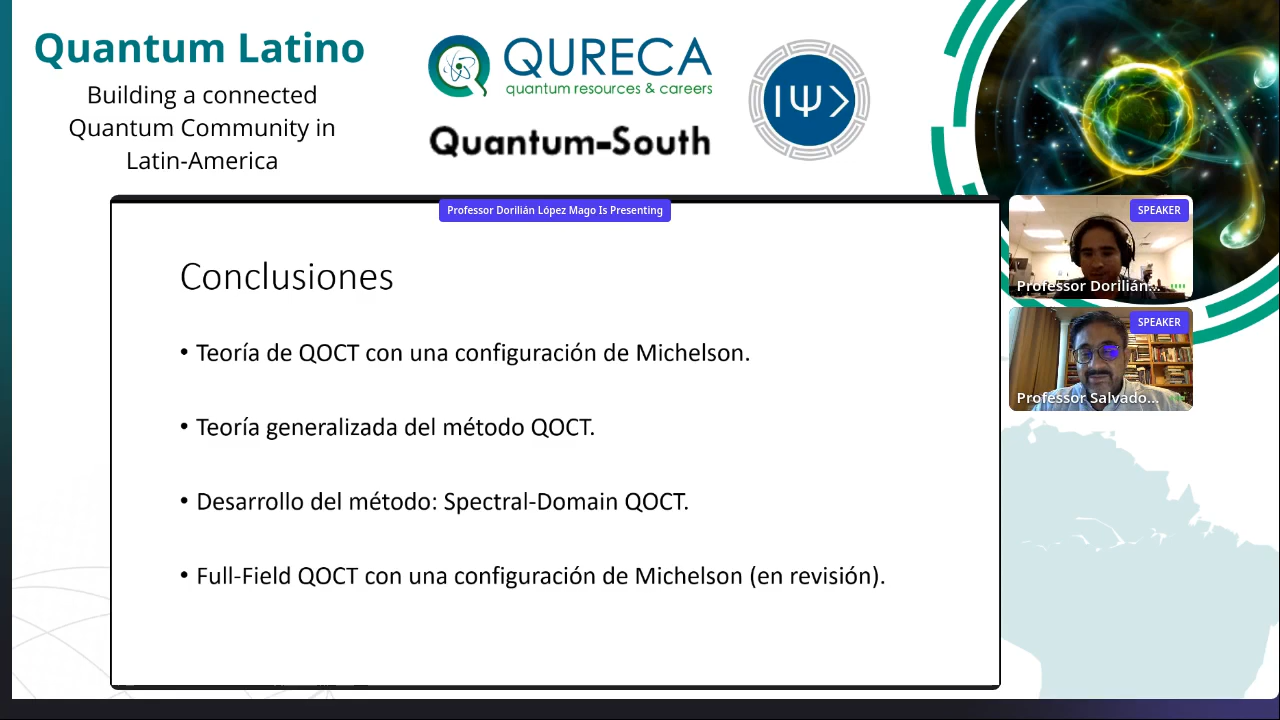 Quantum Latino
Building a connected
Quantum Community in
Latin-America
QURECA
quantum resources & careers
Quantum-South
|Ψ>
Professor Dorilián López Mago Is Presenting
Conclusiones
• Teoría de QOCT con una configuración de Michelson.
• Teoría generalizada del método QOCT.
• Desarrollo del método: Spectral-Domain QOCT.
• Full-Field QOCT con una configuración de Michelson (en revisión).
SPEAKER
Professor Dorilián...
SPEAKER
Professor Salvado...